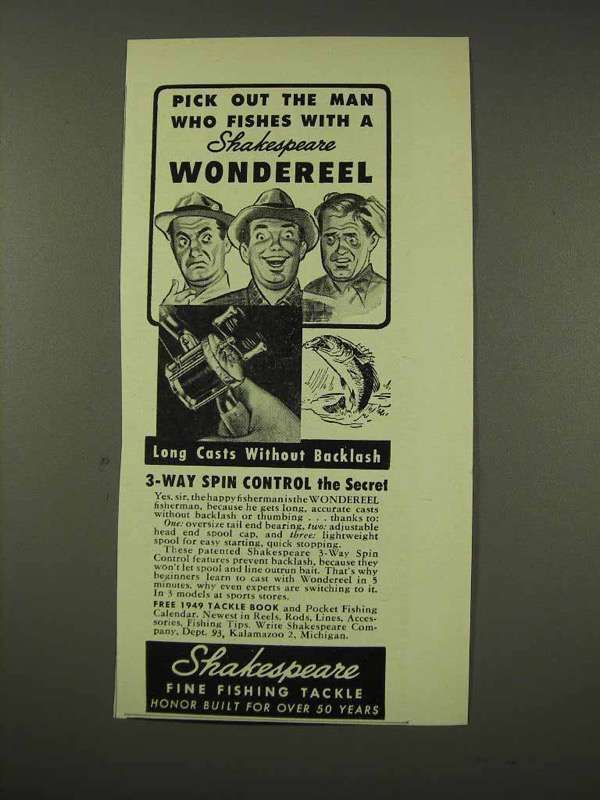 PICK OUT THE MAN
WHO FISHES WITH A
Shakespeare
WONDEREEL
Long Casts Without Backlash
3-WAY SPIN CONTROL the Secret
Yes, sir, the happy fisherman is the WONDEREEL
fisherman, because he gets long, accurate casts
without backlash or thumbing . . . thanks to:
One: oversize tail end bearing, two: adjustable
head end spool cap, and three: lightweight
spool for easy starting, quick stopping.
These patented Shakespeare 3-Way Spin
Control features prevent backlash, because they
won't let spool and line outrun bait. That's why
beginners learn to cast with Wondereel in 5
minutes, why even experts are switching to it.
In 3 models at sports stores.
FREE 1949 TACKLE BOOK and Pocket Fishing
Calendar. Newest in Reels, Rods, Lines, Acces-
sories, Fishing Tips. Write Shakespeare Com-
pany, Dept. 93, Kalamazoo 2, Michigan.
Shakespeare
FINE FISHING TACKLE
HONOR BUILT FOR OVER 50 YEARS